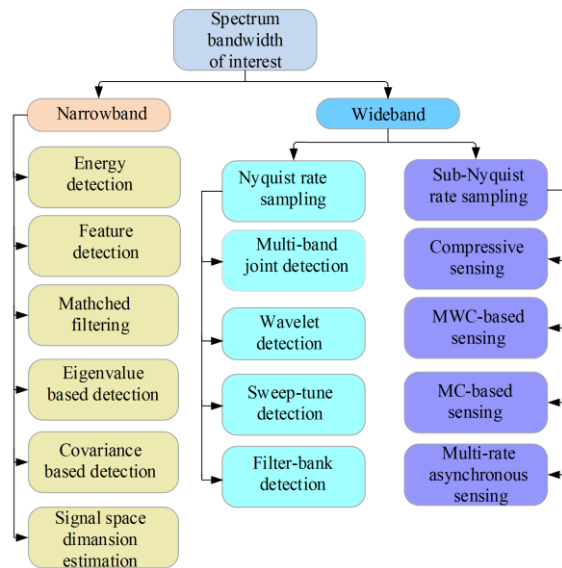 Spectrum
bandwidth
of interest
Narrowband
Wideband
Energy
detection
Feature
detection
Mathched
filtering
Eigenvalue
based detection
Covariance
based detection
Signal space
dimansion
estimation
Nyquist rate
sampling
Multi-band
joint detection
Wavelet
detection
Sweep-tune
detection
Filter-bank
detection
Sub-Nyquist
rate sampling
Compressive
sensing
MWC-based
sensing
MC-based
sensing
Multi-rate
asynchronous
sensing